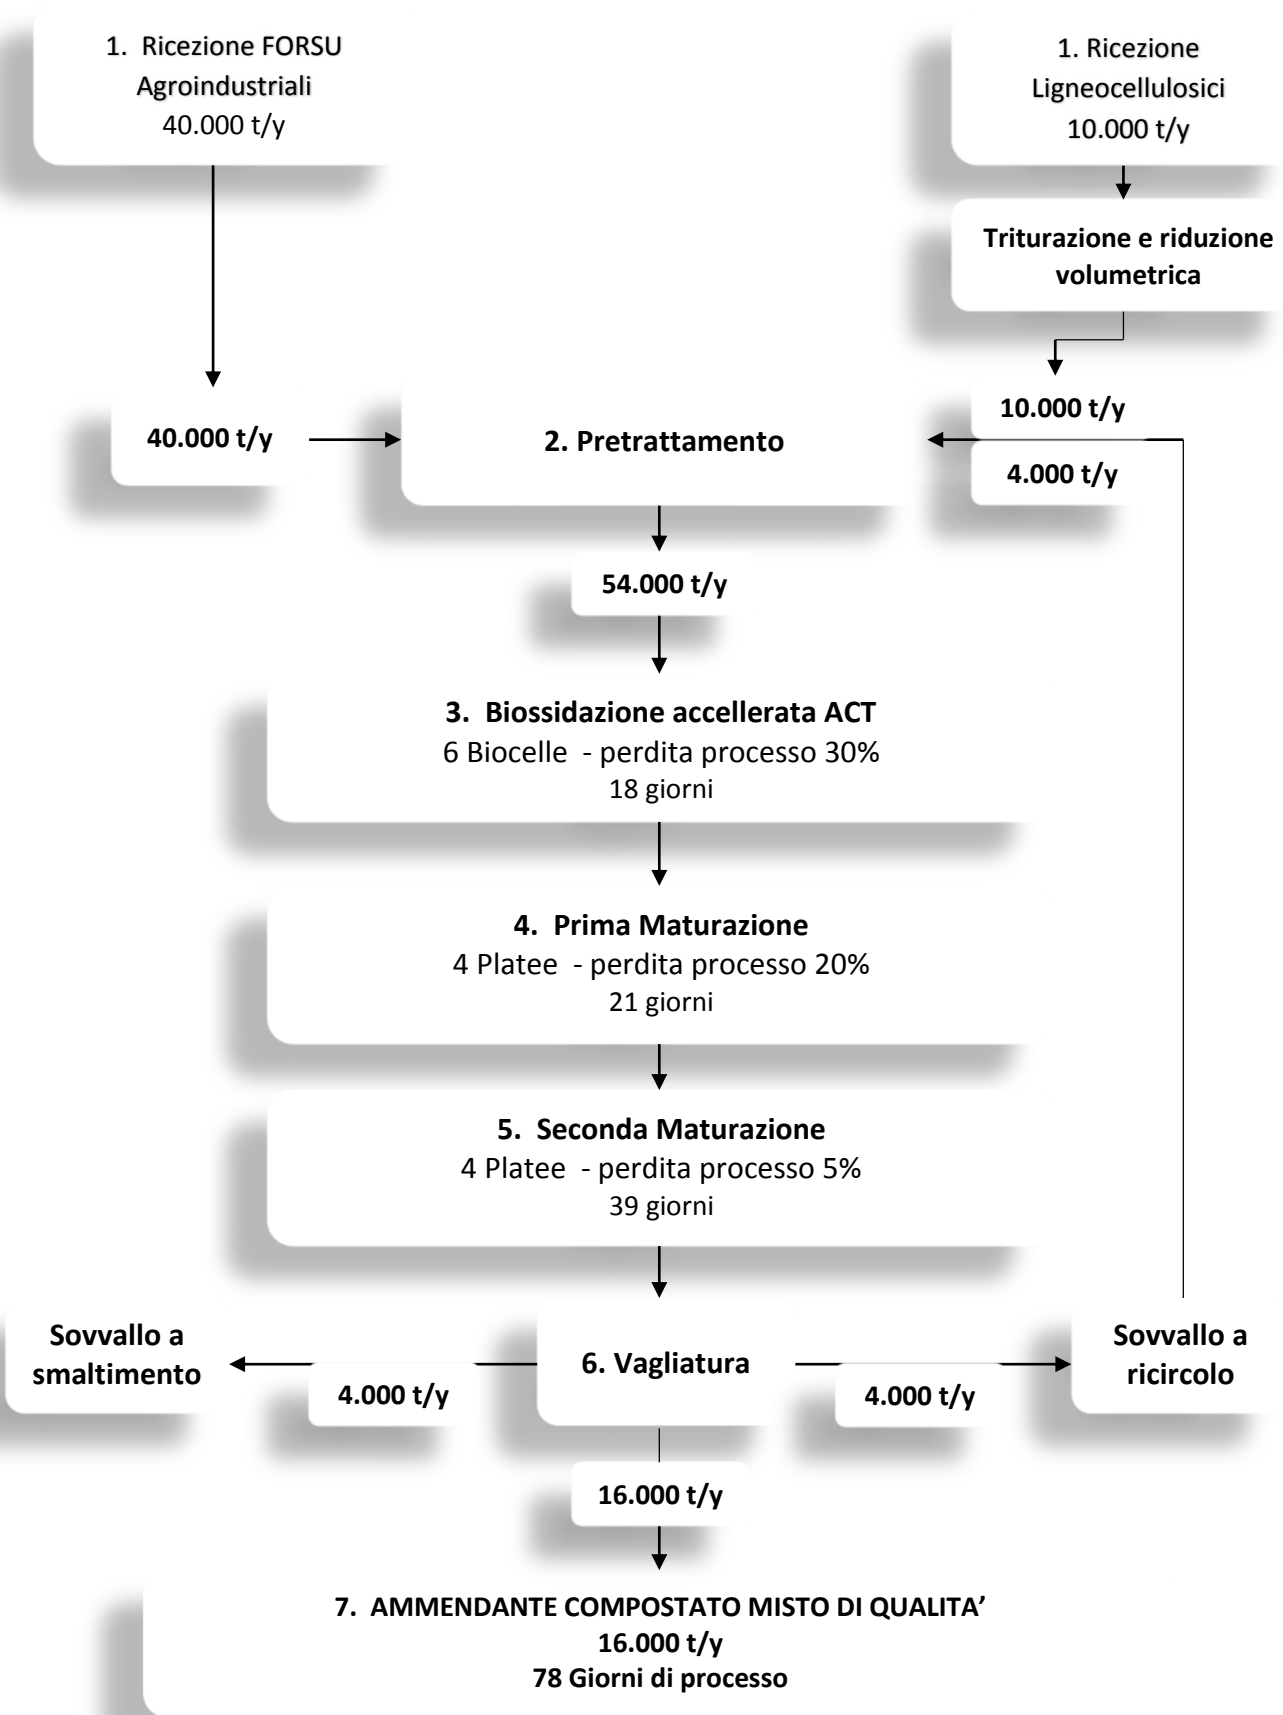 1. Ricezione FORSU
Agroindustriali
40.000 t/y
1. Ricezione
Ligneocellulosici
10.000 t/y
Triturazione e riduzione
volumetrica
10.000 t/y
40.000 t/y
2. Pretrattamento
4.000 t/y
54.000 t/y
3. Biossidazione accellerata ACT
6 Biocelle - perdita processo 30%
18 giorni
4. Prima Maturazione
4 Platee - perdita processo 20%
21 giorni
5. Seconda Maturazione
4 Platee - perdita processo 5%
39 giorni
Sovvallo a
smaltimento
4.000 t/y
6. Vagliatura
4.000 t/y
Sovvallo a
ricircolo
16.000 t/y
7. AMMENDANTE COMPOSTATO MISTO DI QUALITA’
16.000 t/y
78 Giorni di processo